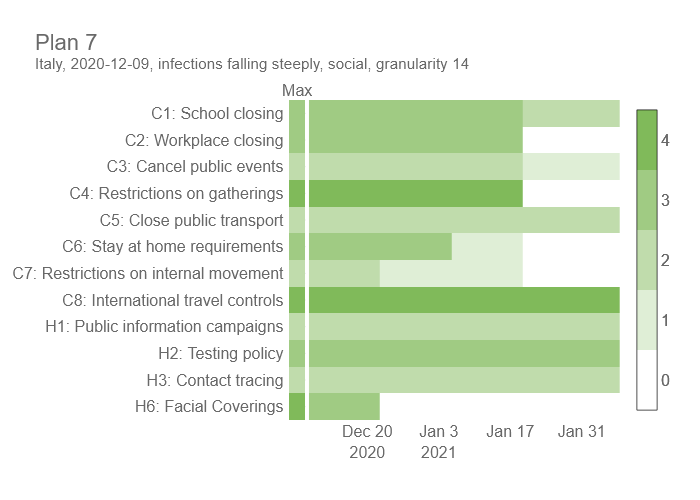 Plan 7
Italy, 2020-12-09, infections falling steeply, social, granularity 14
Max
C1: School closing
C2: Workplace closing
C3: Cancel public events
C4: Restrictions on gatherings
C5: Close public transport
C6: Stay at home requirements
C7: Restrictions on internal movement
C8: International travel controls
H1: Public information campaigns
H2: Testing policy
H3: Contact tracing
H6: Facial Coverings
Dec 20 Jan 3 Jan 17 Jan 31
2020 2021
4
3
2
1
0